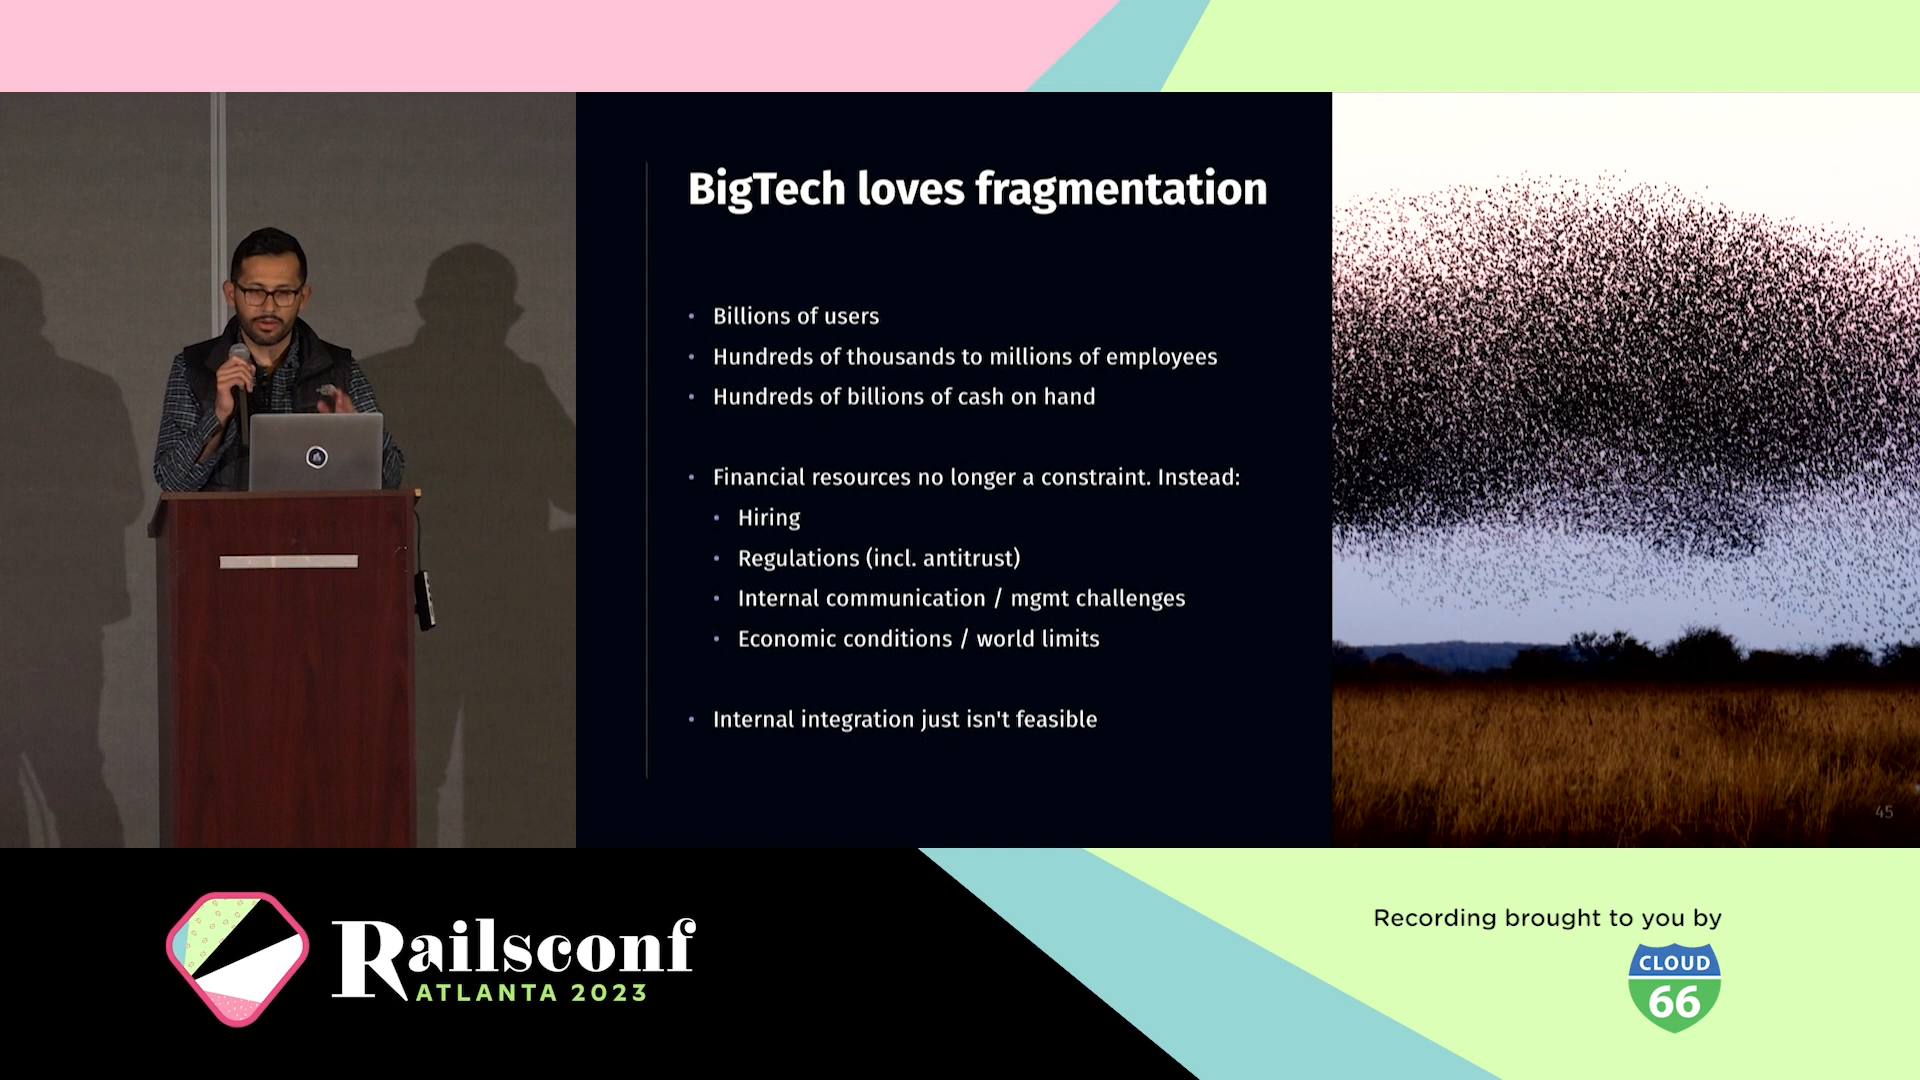 BigTech loves fragmentation
• Billions of users
• Hundreds of thousands to millions of employees
• Hundreds of billions of cash on hand
• Financial resources no longer a constraint. Instead:
• Hiring
• Regulations (incl. antitrust)
• Internal communication / mgmt challenges
• Economic conditions / world limits
• Internal integration just isn't feasible
45
Railsconf
ATLANTA 2023
Recording brought to you by
CLOUD
66